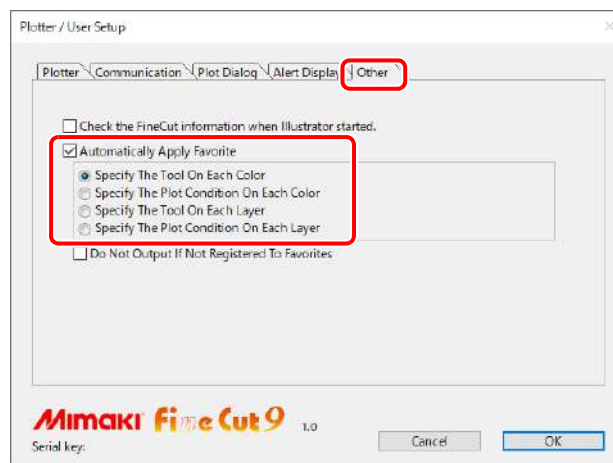 Plotter / User Setup
Plotter Communication Plot Dialog Alert Display Other
Check the FineCut information when Illustrator started.
Automatically Apply Favorite
Specify The Tool On Each Color
Specify The Plot Condition On Each Color
Specify The Tool On Each Layer
Specify The Plot Condition On Each Layer
Do Not Output If Not Registered To Favorites
Mimaki Fine Cut 9 1.0
Serial key:
Cancel OK